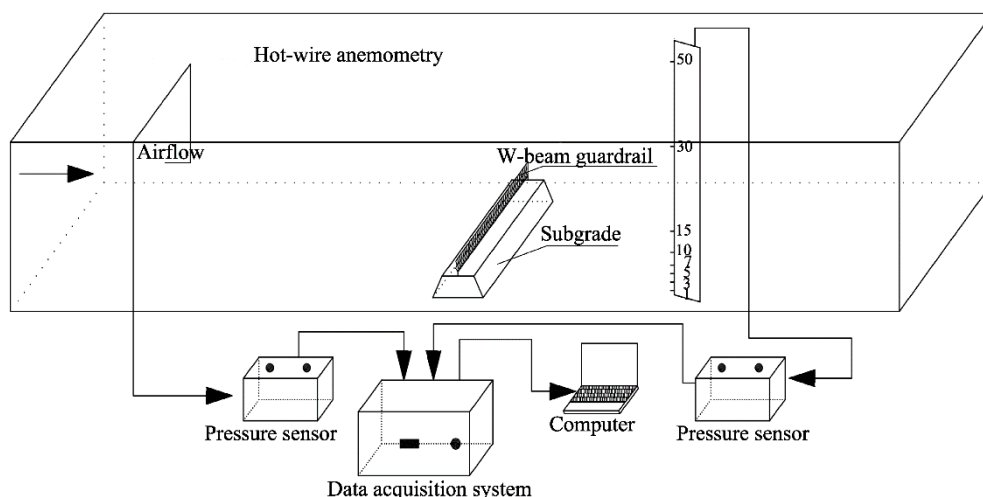 Hot-wire anemometry
50
Airflow
W-beam guardrail
30
Subgrade
15
10
7
5
3
1
Pressure sensor
Computer
Pressure sensor
Data acquisition system